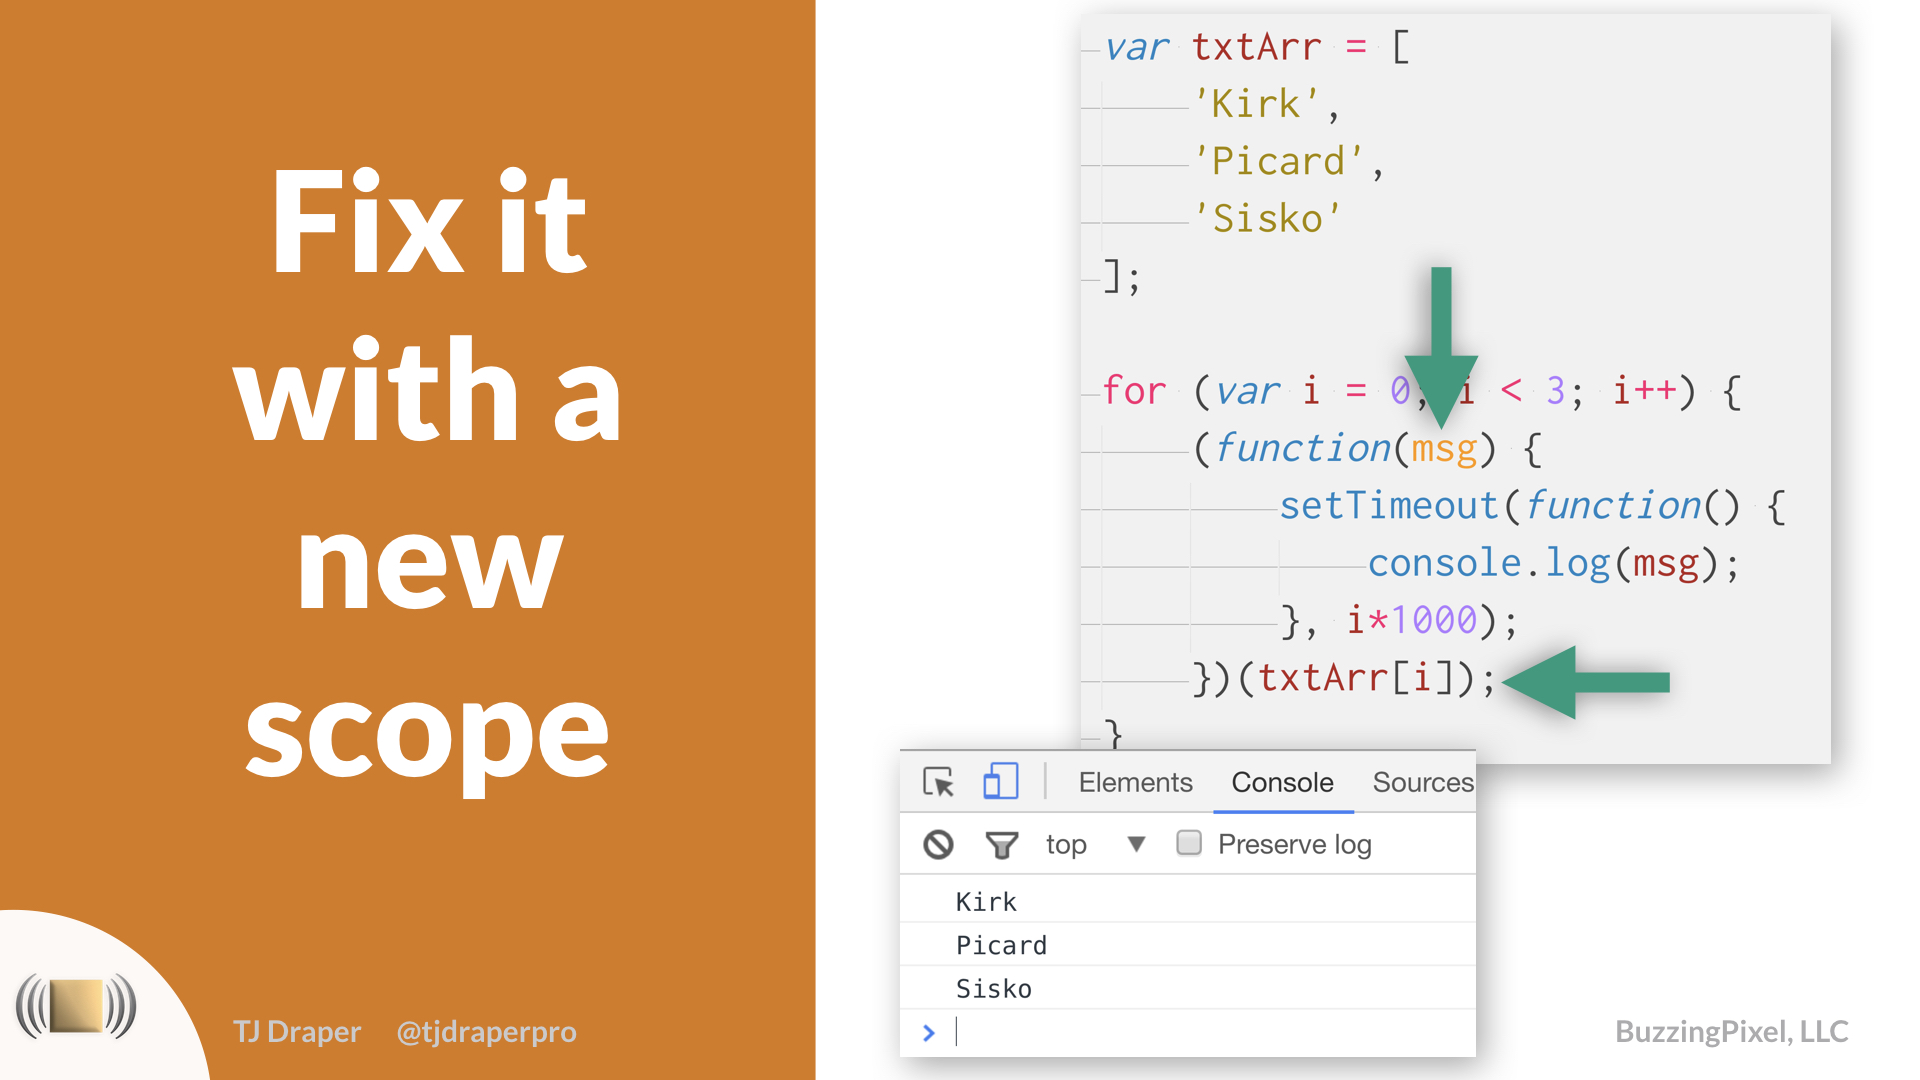 Fix it
with a
new
scope
TJ Draper @tjdraperpro
var txtArr = [
'Kirk',
'Picard',
'Sisko'
];
for (var i = 0; i < 3; i++) {
(function(msg) {
setTimeout(function() {
console.log(msg);
}, i*1000);
})(txtArr[i]);
}
Elements Console Sources
top Preserve log
Kirk
Picard
Sisko
>
BuzzingPixel, LLC